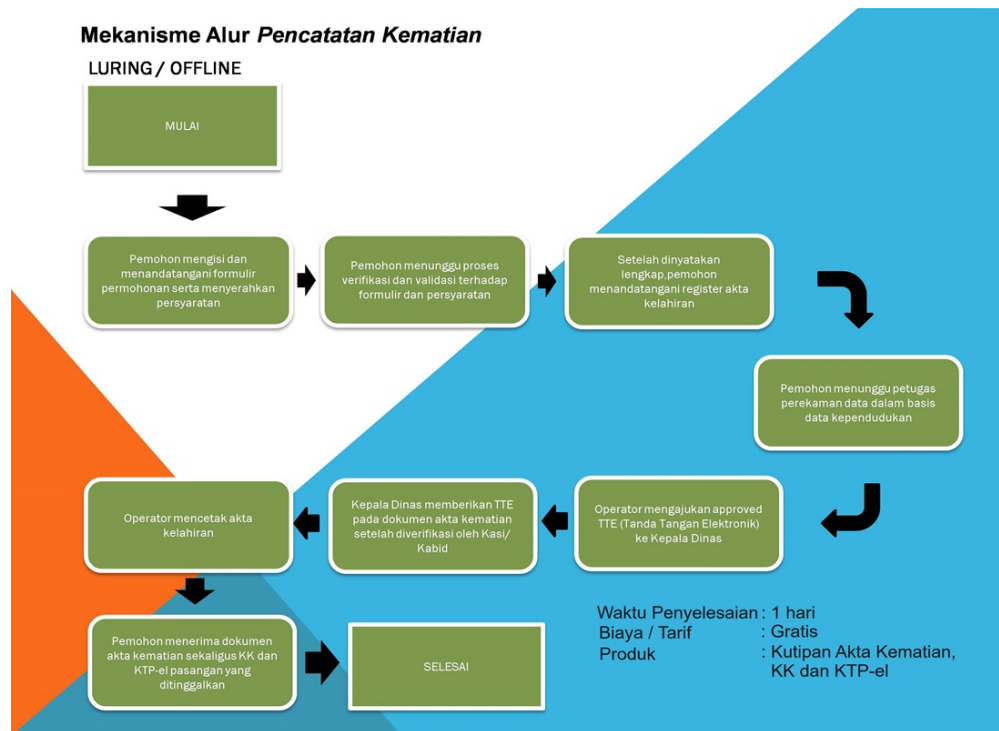 Mekanisme Alur Pencatatan Kematian
LURING / OFFLINE
MULAI
Pemohon mengisi dan
menandatangani formulir
permohonan serta menyerahkan
persyaratan
Pemohon menunggu proses
verifikasi dan validasi terhadap
formulir dan persyaratan
Setelah dinyatakan
lengkap,pemohon
menandatangani register akta
kelahiran
Pemohon menunggu petugas
perekaman data dalam basis
data kependudukan
Operator mengajukan approved
TTE (Tanda Tangan Elektronik)
ke Kepala Dinas
Kepala Dinas memberikan TTE
pada dokumen akta kematian
setelah diverifikasi oleh Kasi/
Kabid
Operator mencetak akta
kelahiran
Pemohon menerima dokumen
akta kematian sekaligus KK dan
KTP-el pasangan yang
ditinggalkan
SELESAI
Waktu Penyelesaian : 1 hari
Biaya / Tarif : Gratis
Produk : Kutipan Akta Kematian,
KK dan KTP-el